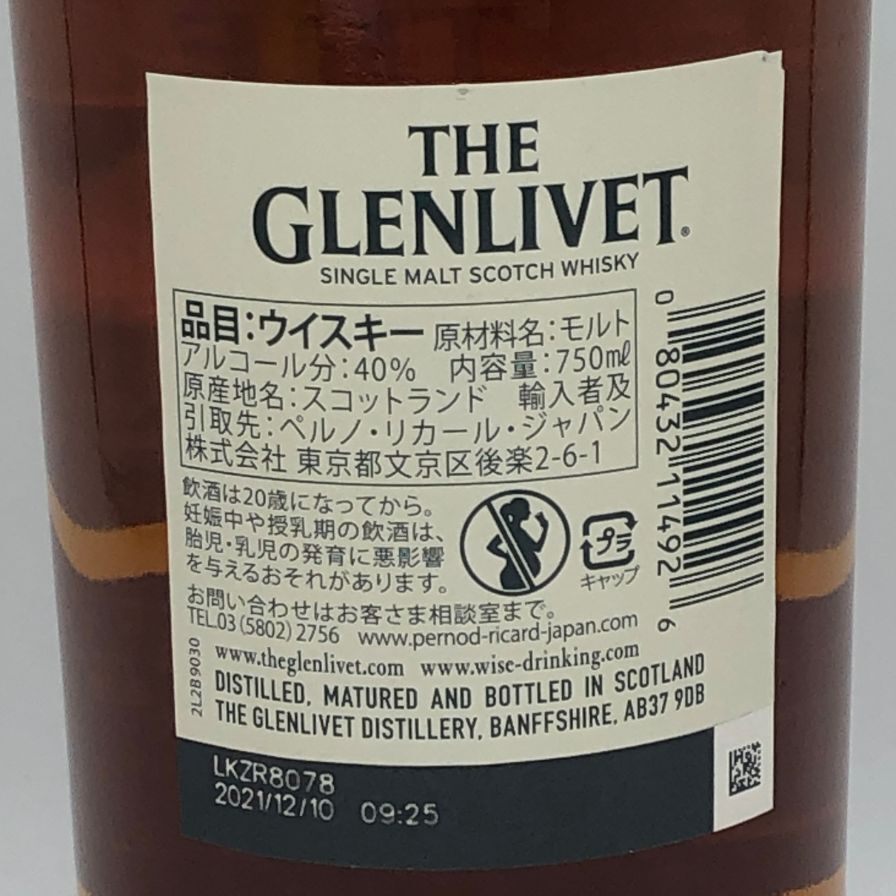 THE
GLENLIVET®
SINGLE MALT SCOTCH WHISKY
品目:ウイスキー 原材料名:モルト
アルコール分:40% 内容量:750㎖
原産地名:スコットランド 輸入者及
引取先:ペルノ・リカール・ジャパン
株式会社 東京都文京区後楽2-6-1
飲酒は20歳になってから。
妊娠中や授乳期の飲酒は、
胎児・乳児の発育に悪影響
を与えるおそれがあります。
プラ
キャップ
お問い合わせはお客さま相談室まで。
TEL.03 (5802) 2756 www.pernod-ricard-japan.com
www.theglenlivet.com www.wise-drinking.com
DISTILLED, MATURED AND BOTTLED IN SCOTLAND
THE GLENLIVET DISTILLERY, BANFFSHIRE, AB37 9DB
2L2B9030
0 80432 11492 6
LKZR8078
2021/12/10 09:25